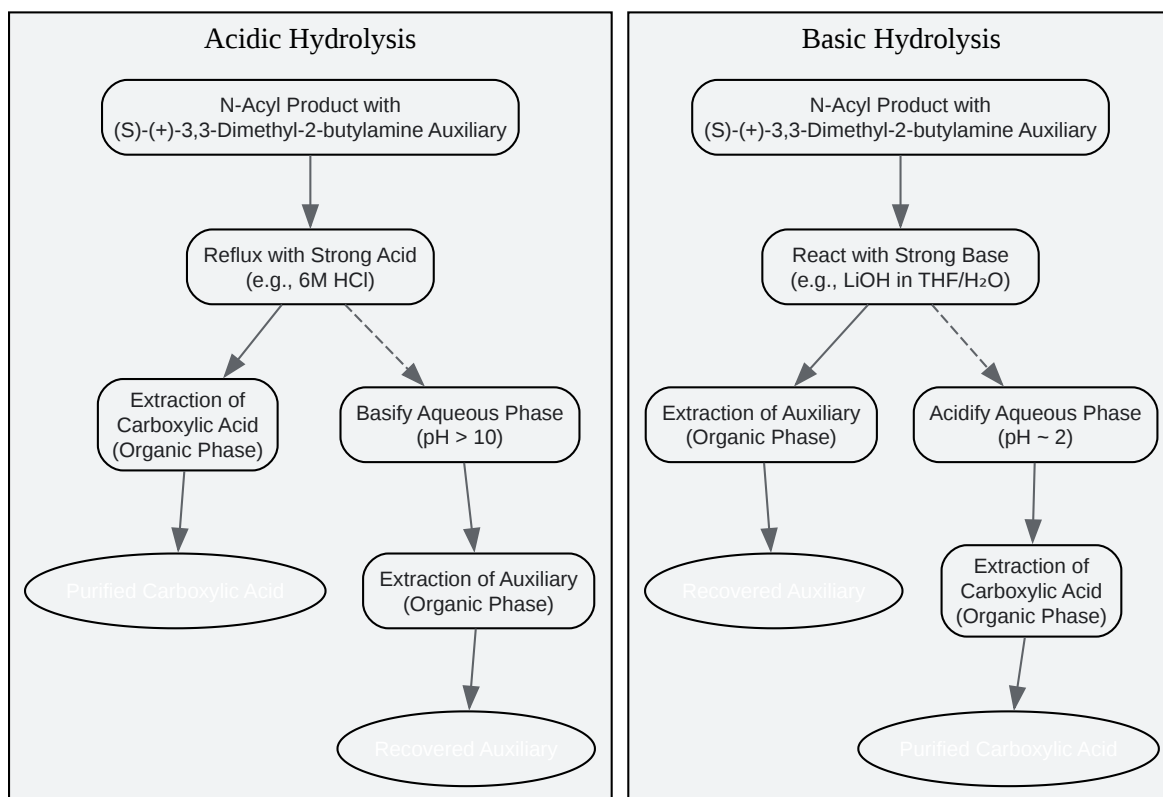 Acidic Hydrolysis
N-Acyl Product with
(S)-(+)-3,3-Dimethyl-2-butylamine Auxiliary
Reflux with Strong Acid
(e.g., 6M HCl)
Extraction of
Carboxylic Acid
(Organic Phase)
Basify Aqueous Phase
(pH > 10)
Purified Carboxylic Acid
Extraction of Auxiliary
(Organic Phase)
Recovered Auxiliary
Basic Hydrolysis
N-Acyl Product with
(S)-(+)-3,3-Dimethyl-2-butylamine Auxiliary
React with Strong Base
(e.g., LiOH in THF/H₂O)
Extraction of Auxiliary
(Organic Phase)
Acidify Aqueous Phase
(pH ~ 2)
Recovered Auxiliary
Extraction of
Carboxylic Acid
(Organic Phase)
Purified Carboxylic Acid